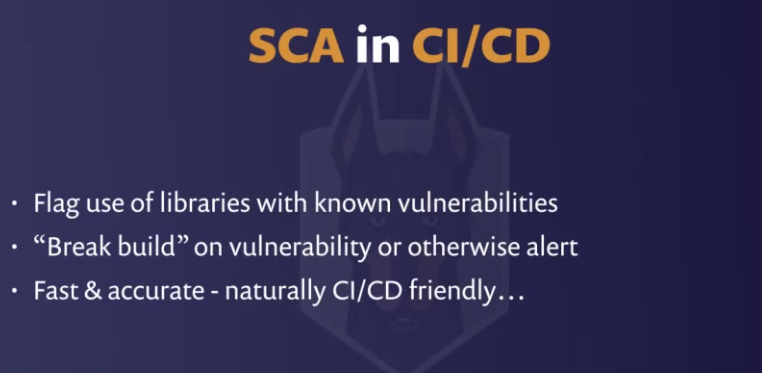 SCA in CI/CD
• Flag use of libraries with known vulnerabilities
• “Break build” on vulnerability or otherwise alert
• Fast & accurate - naturally CI/CD friendly…